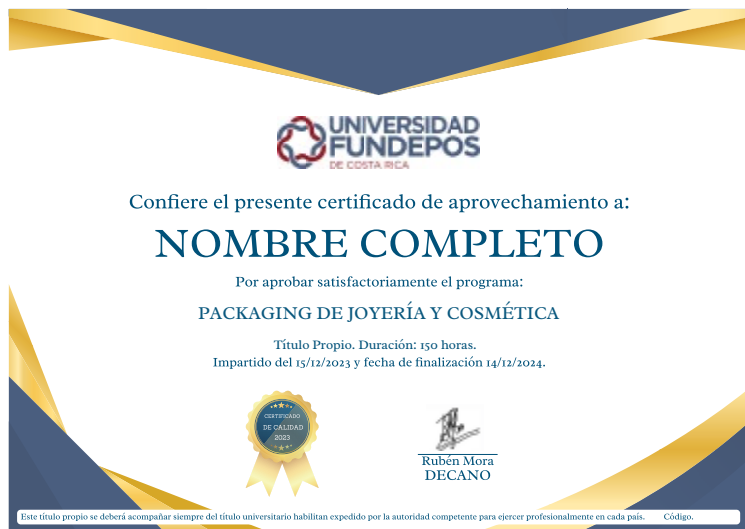 UNIVERSIDAD
FUNDEPOS
DE COSTA RICA
Confiere el presente certificado de aprovechamiento a:
NOMBRE COMPLETO
Por aprobar satisfactoriamente el programa:
PACKAGING DE JOYERÍA Y COSMÉTICA
Título Propio. Duración: 150 horas.
Impartido del 15/12/2023 y fecha de finalización 14/12/2024.
CERTIFICADO
DE CALIDAD
2023
Rubén Mora
DECANO
Este título propio se deberá acompañar siempre del título universitario habilitan expedido por la autoridad competente para ejercer profesionalmente en cada país. Código.